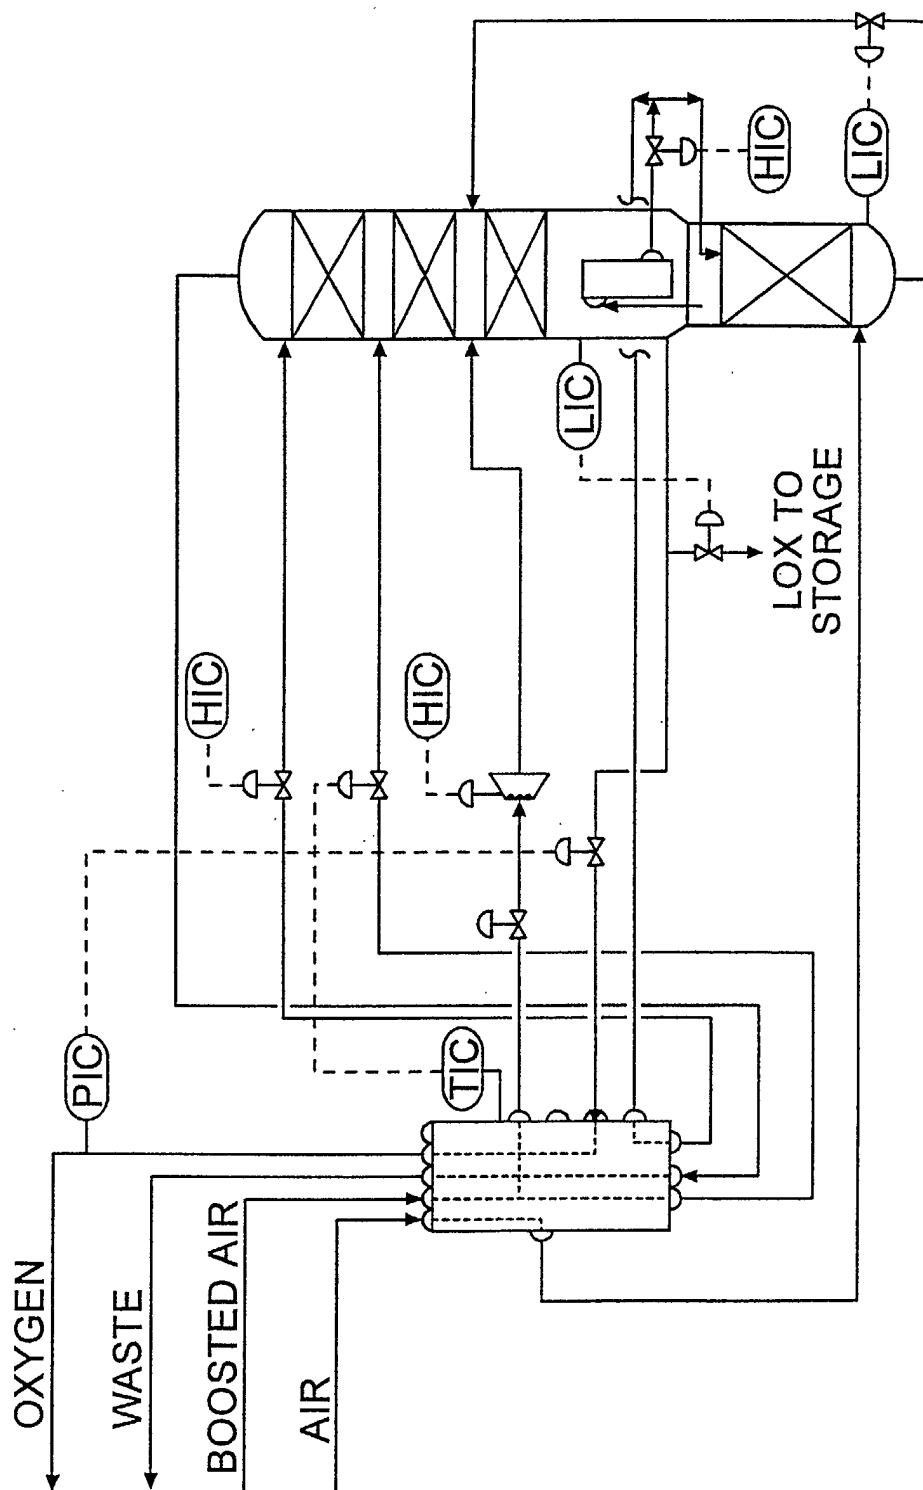 OXYGEN
WASTE
BOOSTED AIR
AIR
PIC
TIC
HIC
HIC
LIC
LOX TO
STORAGE
HIC
LIC